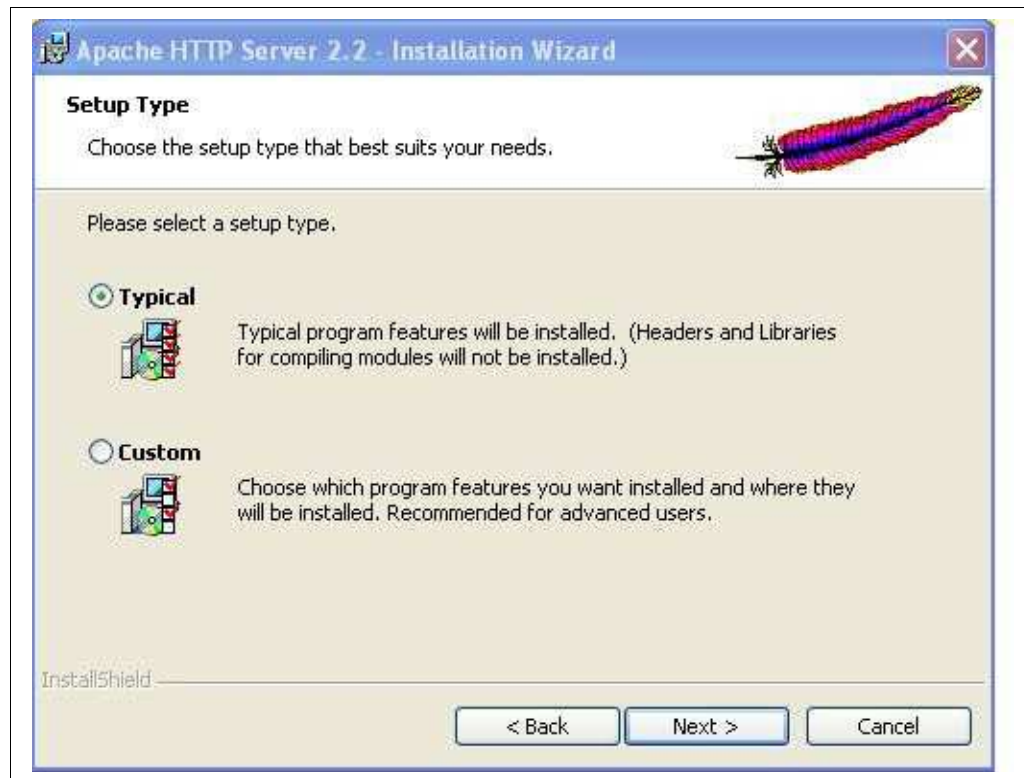 Apache HTTP Server 2.2 - Installation Wizard
Setup Type
Choose the setup type that best suits your needs.
Please select a setup type.
Typical
Typical program features will be installed. (Headers and Libraries
for compiling modules will not be installed.)
Custom
Choose which program features you want installed and where they
will be installed. Recommended for advanced users.
InstallShield
< Back
Next >
Cancel